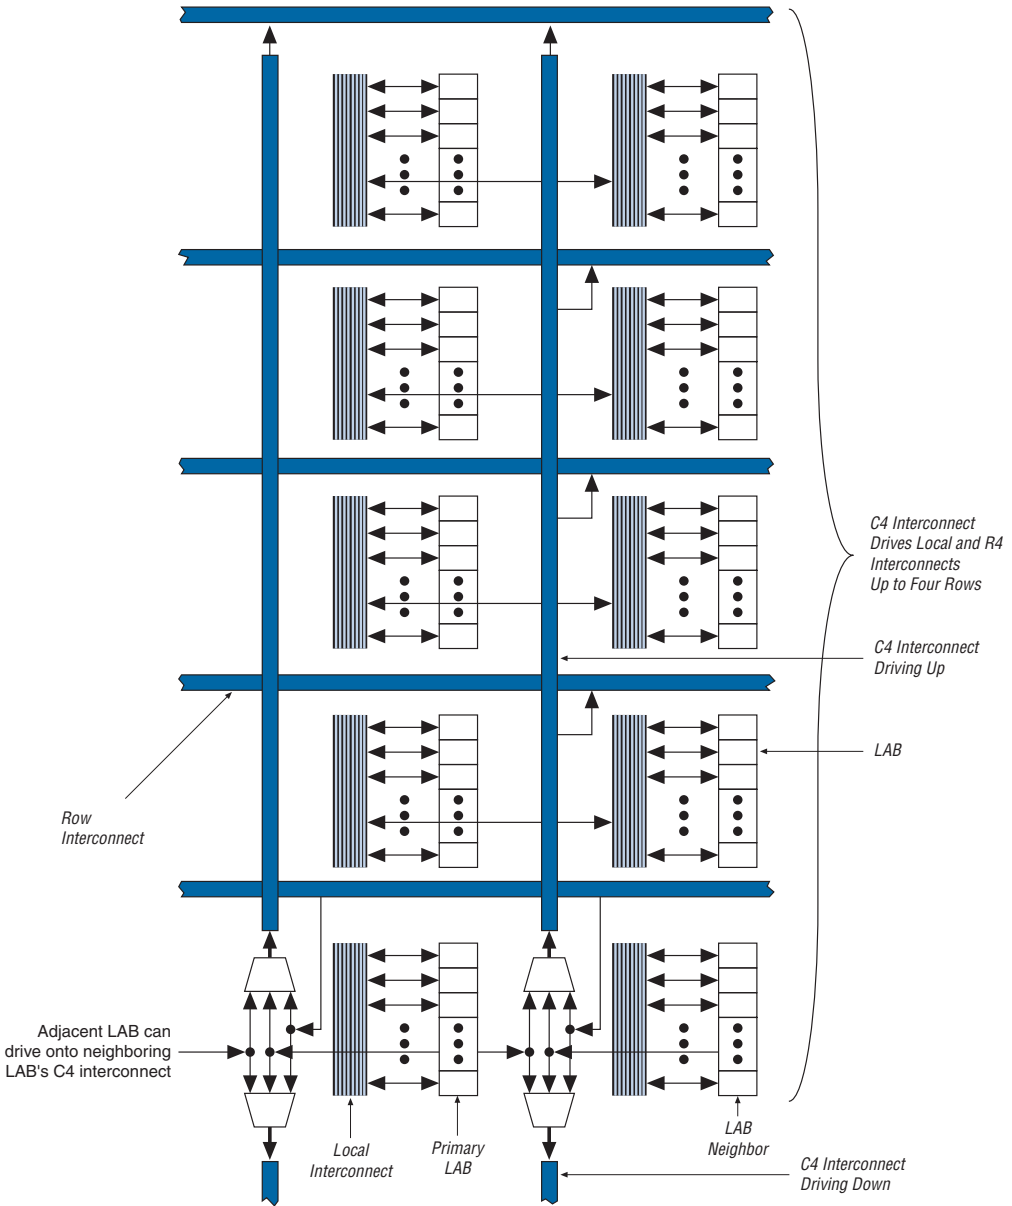 C4 Interconnect
Drives Local and R4
Interconnects
Up to Four Rows
C4 Interconnect
Driving Up
LAB
Row
Interconnect
Adjacent LAB can
drive onto neighboring
LAB's C4 interconnect
Local
Interconnect
Primary
LAB
LAB
Neighbor
C4 Interconnect
Driving Down